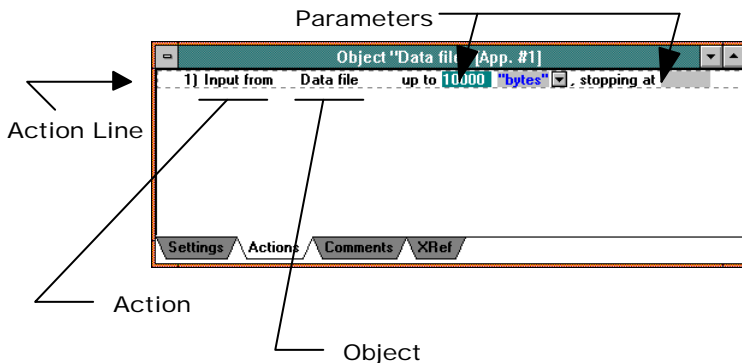 Parameters
Object "Data file" [App. #1]
1) Input from Data file up to 10000 "bytes" , stopping at
Action Line
Settings Actions Comments XRef
Action
Object